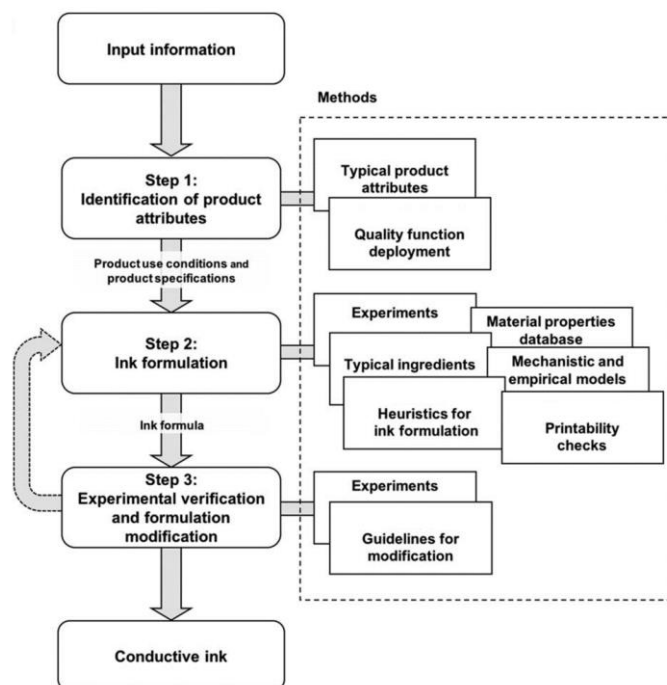 Input information
Methods
Step 1:
Identification of product
attributes
Typical product
attributes
Quality function
deployment
Product use conditions and
product specifications
Step 2:
Ink formulation
Experiments
Material properties
database
Typical ingredients
Mechanistic and
empirical models
Heuristics for
ink formulation
Printability
checks
Ink formula
Step 3:
Experimental verification
and formulation
modification
Experiments
Guidelines for
modification
Conductive ink